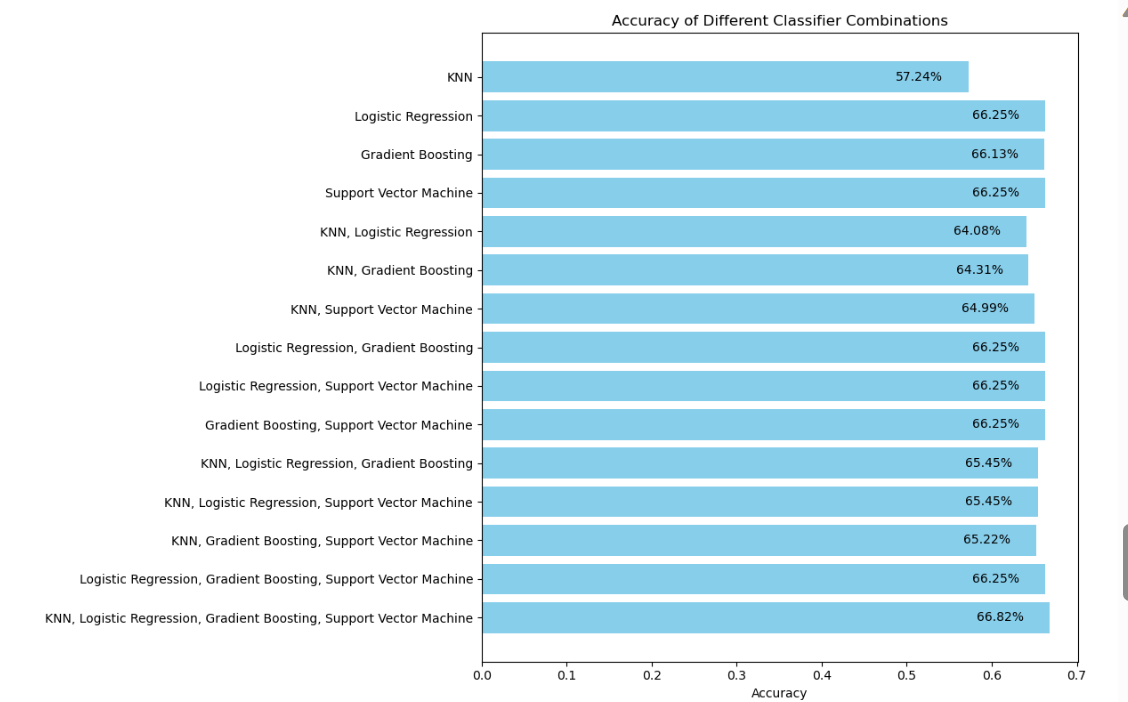 Accuracy of Different Classifier Combinations
KNN 57.24%
Logistic Regression 66.25%
Gradient Boosting 66.13%
Support Vector Machine 66.25%
KNN, Logistic Regression 64.08%
KNN, Gradient Boosting 64.31%
KNN, Support Vector Machine 64.99%
Logistic Regression, Gradient Boosting 66.25%
Logistic Regression, Support Vector Machine 66.25%
Gradient Boosting, Support Vector Machine 66.25%
KNN, Logistic Regression, Gradient Boosting 65.45%
KNN, Logistic Regression, Support Vector Machine 65.45%
KNN, Gradient Boosting, Support Vector Machine 65.22%
Logistic Regression, Gradient Boosting, Support Vector Machine 66.25%
KNN, Logistic Regression, Gradient Boosting, Support Vector Machine 66.82%
0.0 0.1 0.2 0.3 0.4 0.5 0.6 0.7
Accuracy